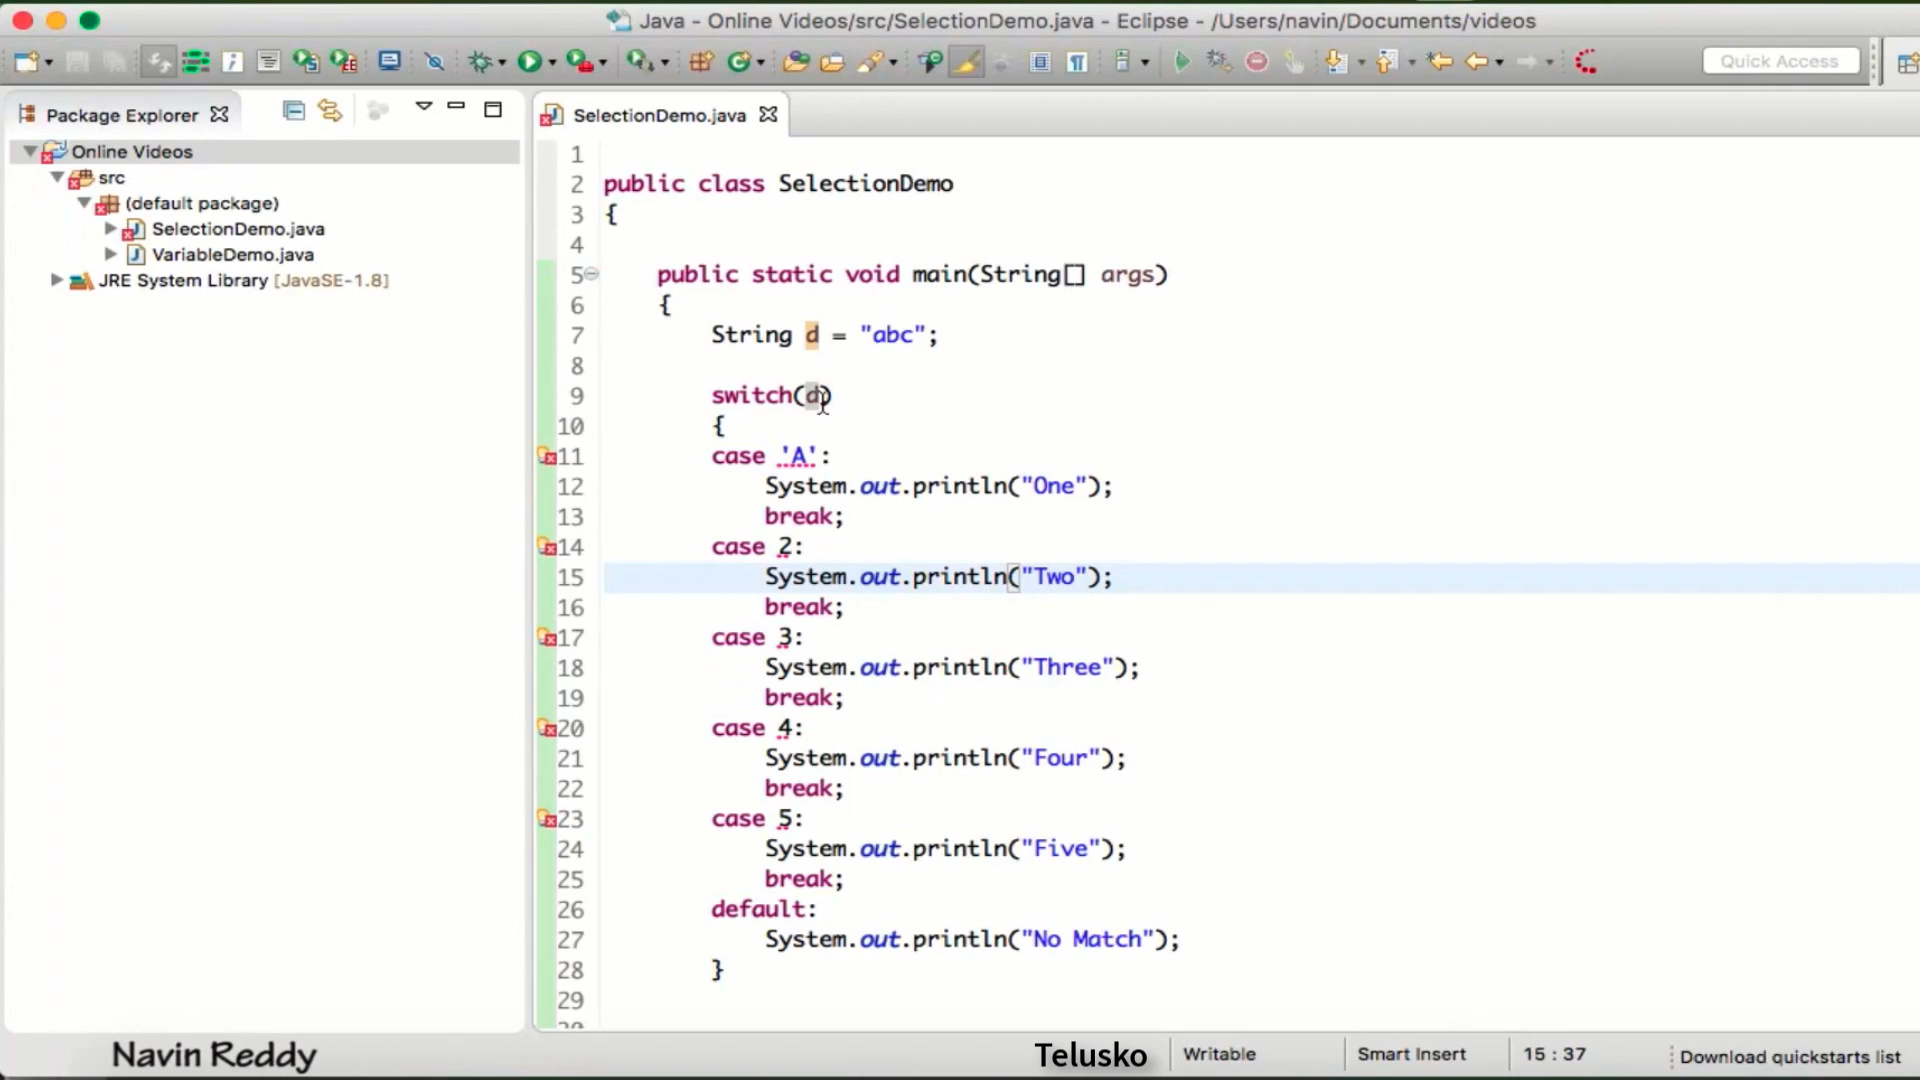 Java - Online Videos/src/SelectionDemo.java - Eclipse - /Users/navin/Documents/videos
Quick Access
Package Explorer
Online Videos
src
(default package)
SelectionDemo.java
VariableDemo.java
JRE System Library [JavaSE-1.8]
SelectionDemo.java
1
2 public class SelectionDemo
3 {
4
5 public static void main(String[] args)
6 {
7 String d = "abc";
8
9 switch(d)
10 {
11 case 'A':
12 System.out.println("One");
13 break;
14 case 2:
15 System.out.println("Two");
16 break;
17 case 3:
18 System.out.println("Three");
19 break;
20 case 4:
21 System.out.println("Four");
22 break;
23 case 5:
24 System.out.println("Five");
25 break;
26 default:
27 System.out.println("No Match");
28 }
29
Navin Reddy
Telusko
Writable
Smart Insert
15 : 37
Download quickstarts list